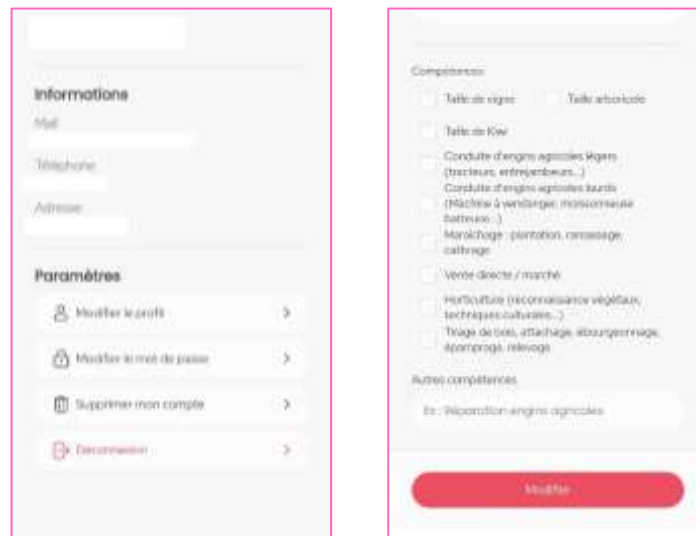 Informations
Mail
Téléphone
Adresse
Paramètres
Modifier le profil
Modifier le mot de passe
Supprimer mon compte
Déconnexion
Compétences
Taille de vigne
Taille arboricole
Taille de Kiwi
Conduite d'engins agricoles légers
(tracteurs, enjambeurs...)
Conduite d'engins agricoles lourds
(Machine à vendanger, moissonneuse
batteuse...)
Maraichage : plantation, ramassage,
calibrage
Vente directe / marché
Horticulture (reconnaissance végétaux,
techniques culturales...)
Tirage de bois, attachage, ébourgeonnage,
épamprage, relevage
Autres compétences
Ex : Réparation engins agricoles
Modifier